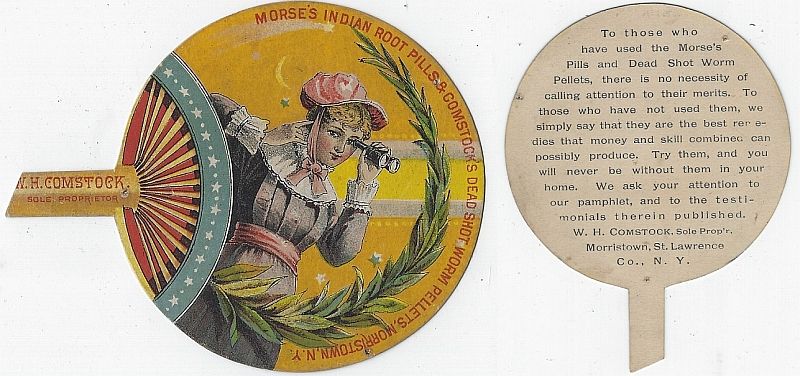 MORSE'S INDIAN ROOT PILLS & COMSTOCK'S DEAD SHOT WORM PELLETS, MORRISTOWN, N.Y.
W. H. COMSTOCK,
SOLE PROPRIETOR
To those who
have used the Morse's
Pills and Dead Shot Worm
Pellets, there is no necessity of
calling attention to their merits. To
those who have not used them, we
simply say that they are the best reme-
dies that money and skill combined can
possibly produce. Try them, and you
will never be without them in your
home. We ask your attention to
our pamphlet, and to the testi-
monials therein published.
W. H. COMSTOCK, Sole Prop'r.
Morristown, St. Lawrence
Co., N. Y.